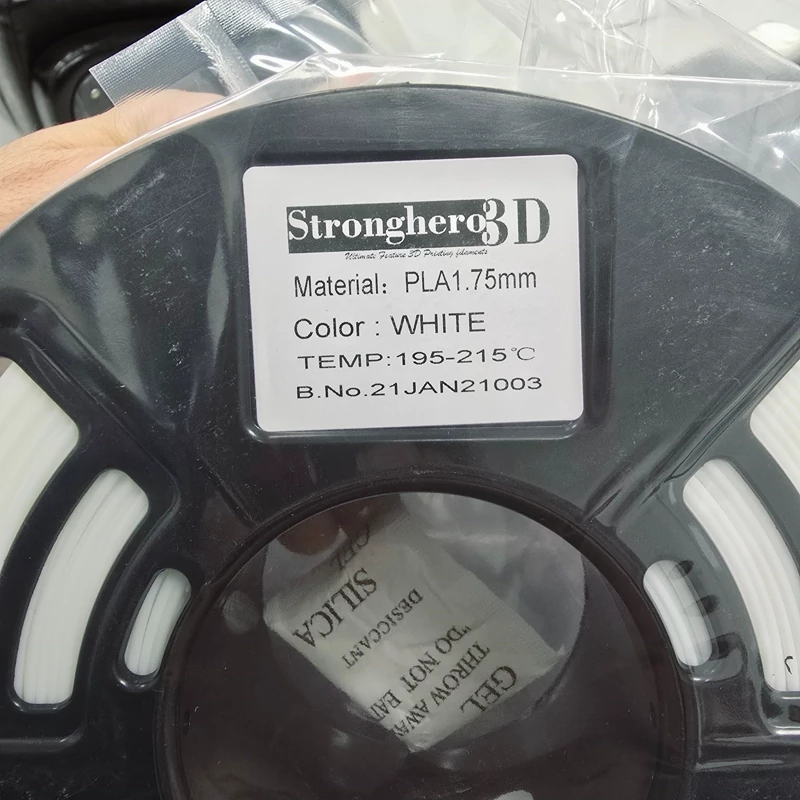 Stronghero3D
Ultimate Feature 3D Printing filaments
Material: PLA1.75mm
Color : WHITE
TEMP:195-215℃
B.No.21JAN21003
GEL
SILICA
DESICCANT
"DO NOT EAT
THROW AWAY
GEL